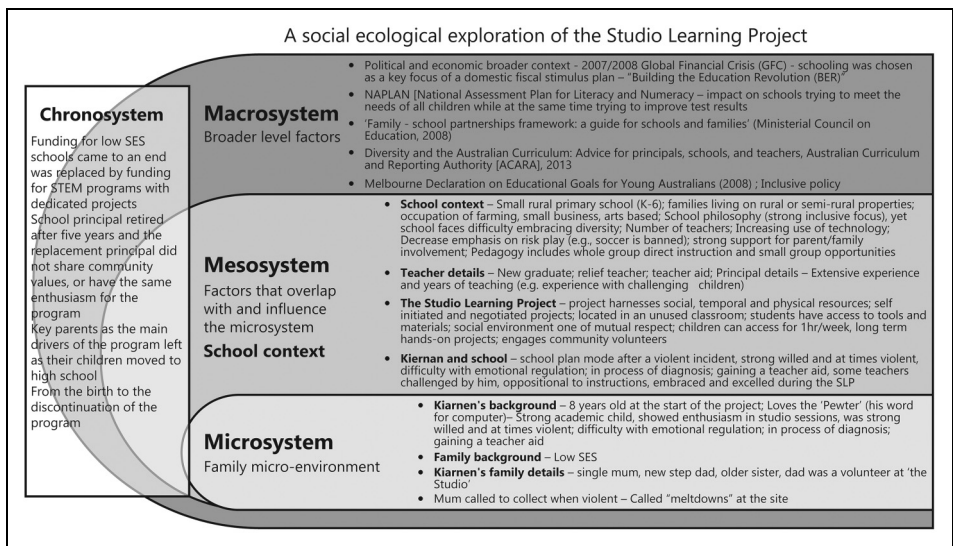 A social ecological exploration of the Studio Learning Project
Chronosystem
Funding for low SES
schools came to an end
was replaced by funding
for STEM programs with
dedicated projects
School principal retired
after five years and the
replacement principal did
not share community
values, or have the same
enthusiasm for the
program
Key parents as the main
drivers of the program left
as their children moved to
high school
From the birth to the
discontinuation of the
program
Macrosystem
Broader level factors
• Political and economic broader context - 2007/2008 Global Financial Crisis (GFC) - schooling was chosen
as a key focus of a domestic fiscal stimulus plan – "Building the Education Revolution (BER)"
• NAPLAN [National Assessment Plan for Literacy and Numeracy – impact on schools trying to meet the
needs of all children while at the same time trying to improve test results
• 'Family - school partnerships framework: a guide for schools and families' (Ministerial Council on
Education, 2008)
• Diversity and the Australian Curriculum: Advice for principals, schools, and teachers, Australian Curriculum
and Reporting Authority [ACARA], 2013
• Melbourne Declaration on Educational Goals for Young Australians (2008) ; Inclusive policy
Mesosystem
Factors that overlap
with and influence
the microsystem
School context
• School context – Small rural primary school (K-6); families living on rural or semi-rural properties;
occupation of farming, small business, arts based; School philosophy (strong inclusive focus), yet
school faces difficulty embracing diversity; Number of teachers; Increasing use of technology;
Decrease emphasis on risk play (e.g., soccer is banned); strong support for parent/family
involvement; Pedagogy includes whole group direct instruction and small group opportunities
• Teacher details – New graduate; relief teacher; teacher aid; Principal details – Extensive experience
and years of teaching (e.g. experience with challenging children)
• The Studio Learning Project – project harnesses social, temporal and physical resources; self
initiated and negotiated projects; located in an unused classroom; students have access to tools and
materials; social environment one of mutual respect; children can access for 1hr/week, long term
hands-on projects; engages community volunteers
• Kiernan and school – school plan mode after a violent incident, strong willed and at times violent,
difficulty with emotional regulation; in process of diagnosis; gaining a teacher aid, some teachers
challenged by him, oppositional to instructions, embraced and excelled during the SLP
Microsystem
Family micro-environment
• Kiarnen's background – 8 years old at the start of the project; Loves the 'Pewter' (his word
for computer)– Strong academic child, showed enthusiasm in studio sessions, was strong
willed and at times violent; difficulty with emotional regulation; in process of diagnosis;
gaining a teacher aid
• Family background – Low SES
• Kiarnen's family details – single mum, new step dad, older sister, dad was a volunteer at 'the
Studio'
• Mum called to collect when violent – Called "meltdowns" at the site